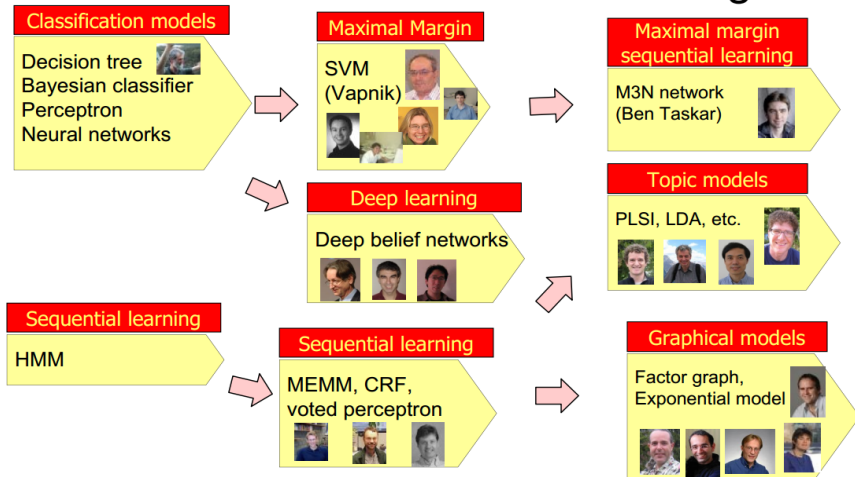 Classification models
Decision tree
Bayesian classifier
Perceptron
Neural networks
Maximal Margin
SVM
(Vapnik)
Maximal margin
sequential learning
M3N network
(Ben Taskar)
Deep learning
Deep belief networks
Topic models
PLSI, LDA, etc.
Sequential learning
HMM
Sequential learning
MEMM, CRF,
voted perceptron
Graphical models
Factor graph,
Exponential model